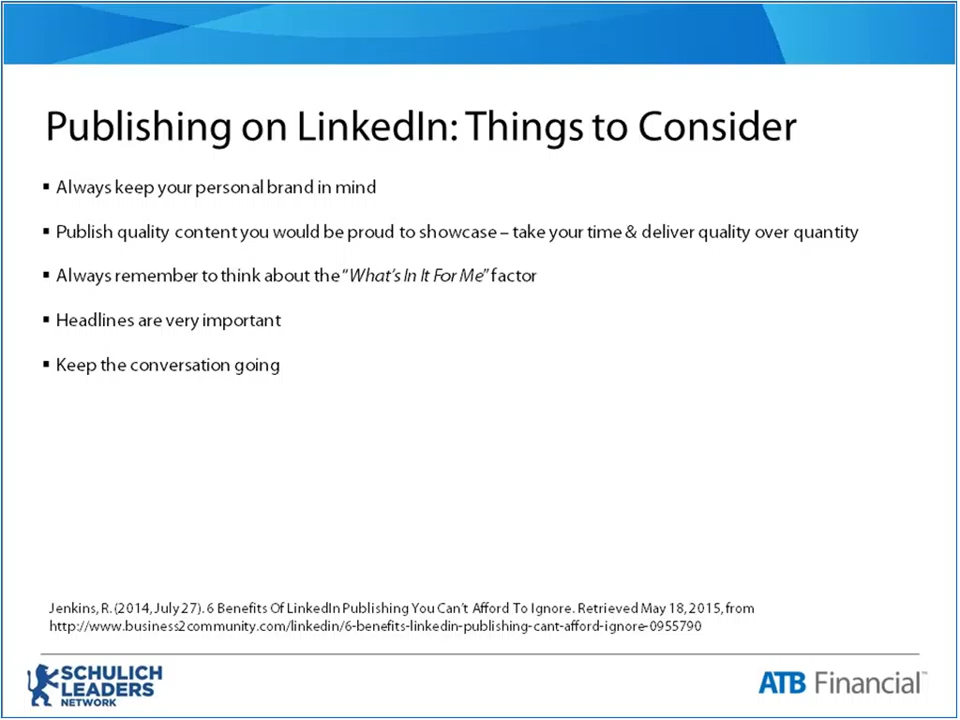 Publishing on LinkedIn: Things to Consider
▪ Always keep your personal brand in mind
▪ Publish quality content you would be proud to showcase – take your time & deliver quality over quantity
▪ Always remember to think about the “What’s In It For Me” factor
▪ Headlines are very important
▪ Keep the conversation going
Jenkins, R. (2014, July 27). 6 Benefits Of LinkedIn Publishing You Can’t Afford To Ignore. Retrieved May 18, 2015, from
http://www.business2community.com/linkedin/6-benefits-linkedin-publishing-cant-afford-ignore-0955790
SCHULICH
LEADERS
NETWORK
ATB Financial™